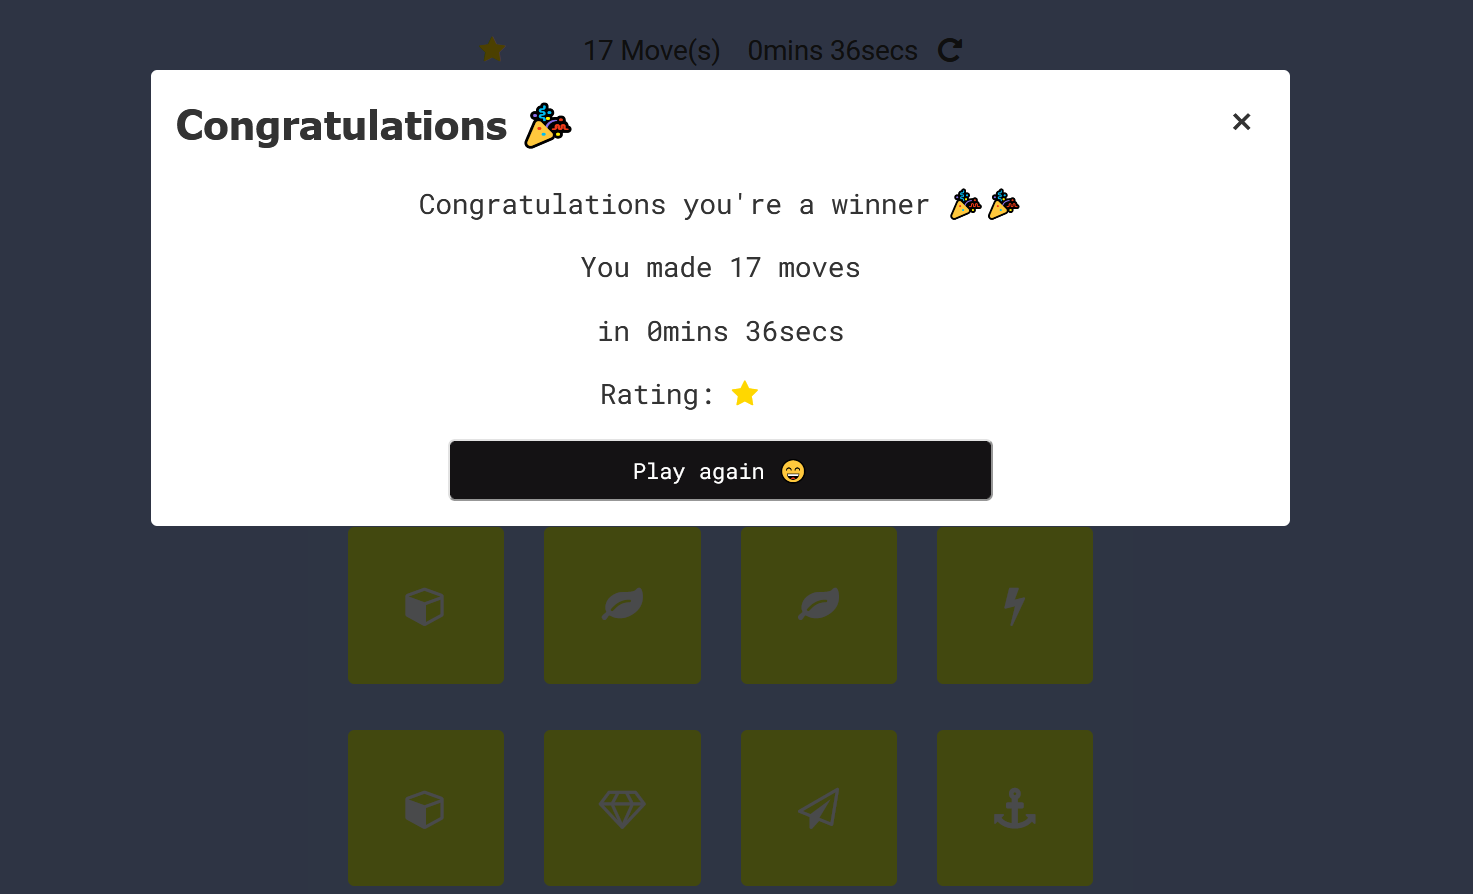 17 Move(s) 0mins 36secs
Congratulations 🎉
Congratulations you're a winner 🎉🎉
You made 17 moves
in 0mins 36secs
Rating:
Play again 😄